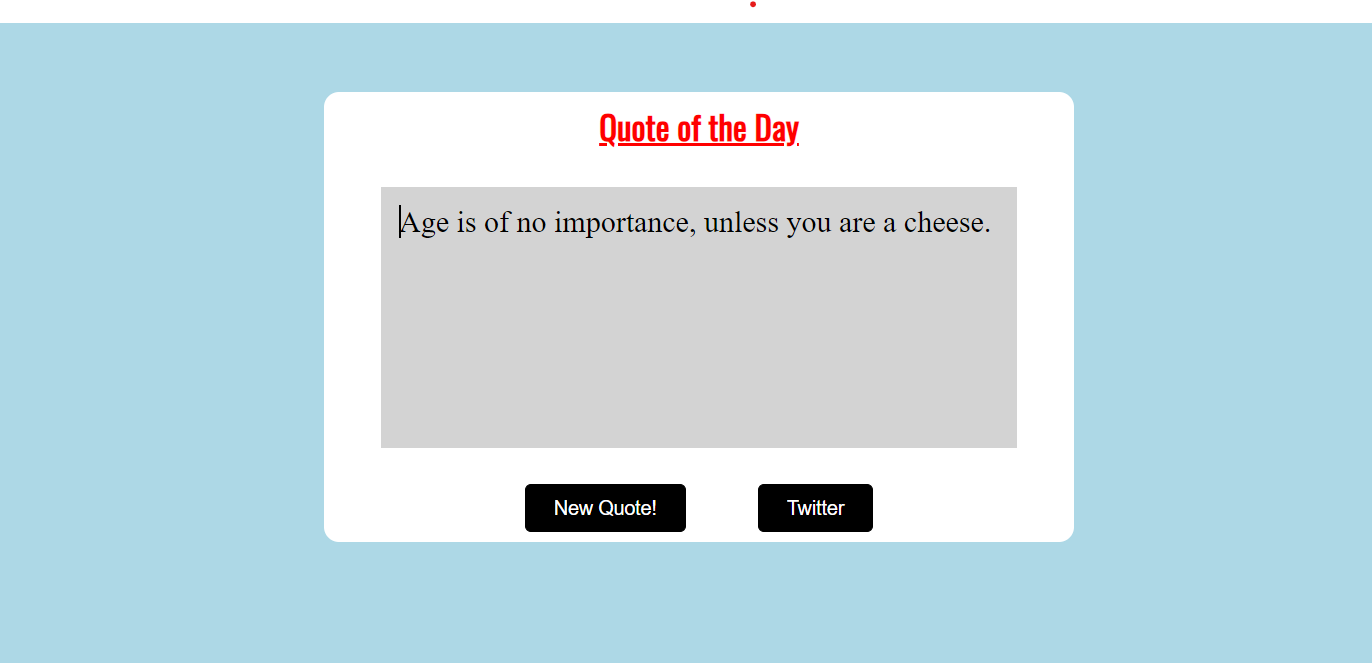 Quote of the Day
Age is of no importance, unless you are a cheese.
New Quote!
Twitter